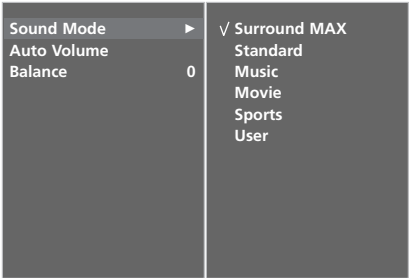 Sound Mode ►
Auto Volume
Balance 0
√ Surround MAX
Standard
Music
Movie
Sports
User